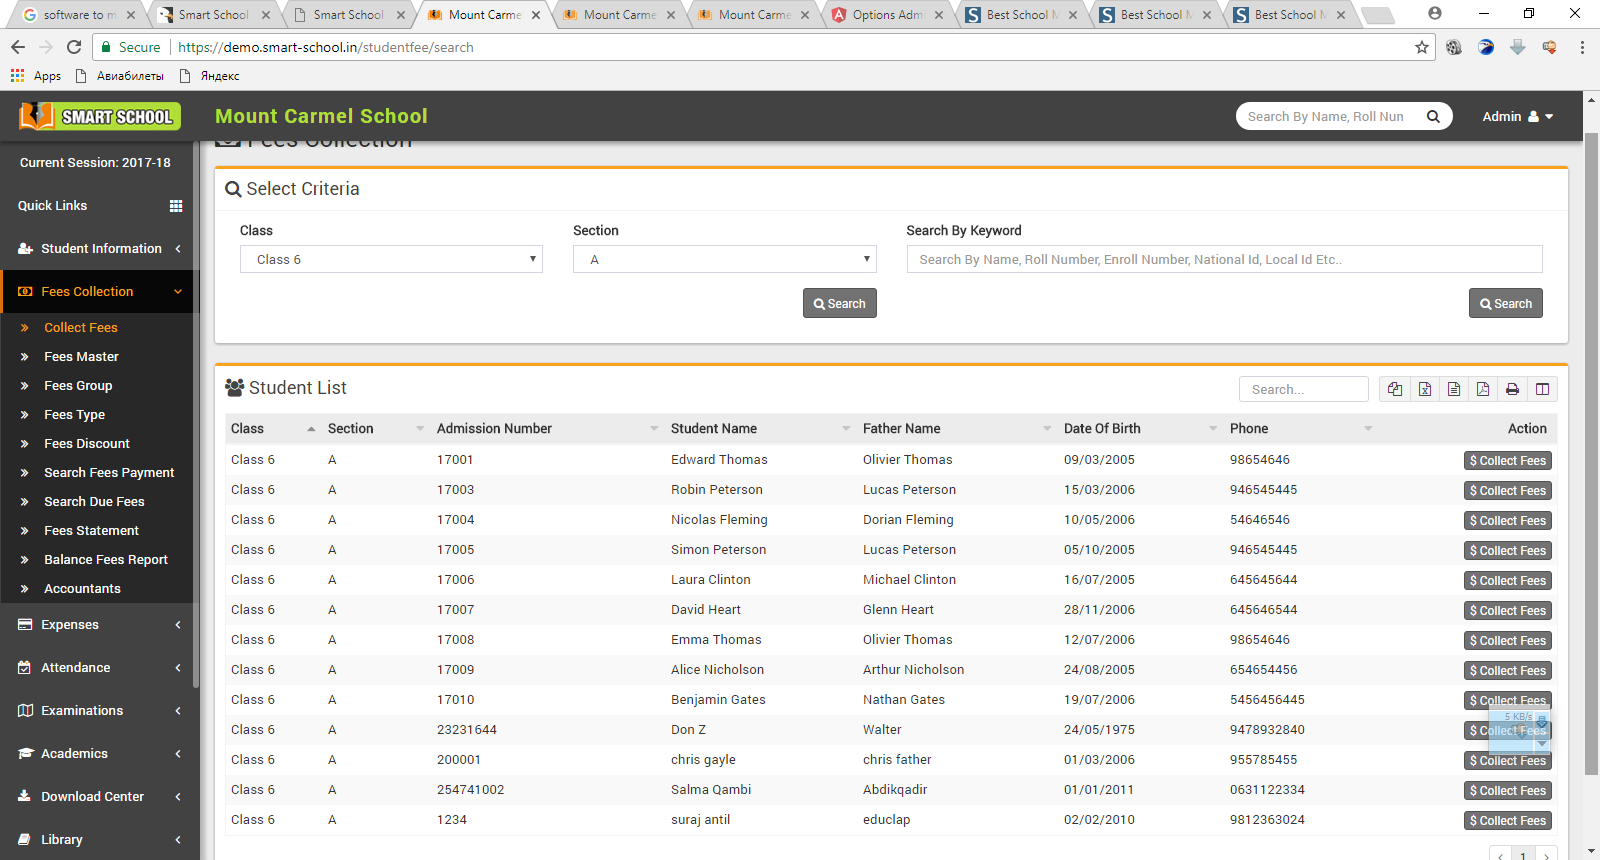 software to m
Smart School
Smart School
Mount Carme
Mount Carme
Mount Carme
Options Adm
Best School M
Best School M
Best School M
Secure https://demo.smart-school.in/studentfee/search
Apps Авиабилеты Яндекс
SMART SCHOOL
Mount Carmel School
Search By Name, Roll Nun
Admin
Current Session: 2017-18
Quick Links
Student Information
Fees Collection
Collect Fees
Fees Master
Fees Group
Fees Type
Fees Discount
Search Fees Payment
Search Due Fees
Fees Statement
Balance Fees Report
Accountants
Expenses
Attendance
Examinations
Academics
Download Center
Library
Fees Collection
Select Criteria
Class Section Search By Keyword
Class 6 A Search By Name, Roll Number, Enroll Number, National Id, Local Id Etc..
Search Search
Student List
Search...
Class Section Admission Number Student Name Father Name Date Of Birth Phone Action
Class 6 A 17001 Edward Thomas Olivier Thomas 09/03/2005 98654646 $ Collect Fees
Class 6 A 17003 Robin Peterson Lucas Peterson 15/03/2006 946545445 $ Collect Fees
Class 6 A 17004 Nicolas Fleming Dorian Fleming 10/05/2006 54646546 $ Collect Fees
Class 6 A 17005 Simon Peterson Lucas Peterson 05/10/2005 946545445 $ Collect Fees
Class 6 A 17006 Laura Clinton Michael Clinton 16/07/2005 645645644 $ Collect Fees
Class 6 A 17007 David Heart Glenn Heart 28/11/2006 645646544 $ Collect Fees
Class 6 A 17008 Emma Thomas Olivier Thomas 12/07/2006 98654646 $ Collect Fees
Class 6 A 17009 Alice Nicholson Arthur Nicholson 24/08/2005 654654456 $ Collect Fees
Class 6 A 17010 Benjamin Gates Nathan Gates 19/07/2006 5456456445 $ Collect Fees
5 KB/s
Class 6 A 23231644 Don Z Walter 24/05/1975 9478932840 $ Collect Fees
Class 6 A 200001 chris gayle chris father 01/03/2006 955785455 $ Collect Fees
Class 6 A 254741002 Salma Qambi Abdikqadir 01/01/2011 0631122334 $ Collect Fees
Class 6 A 1234 suraj antil educlap 02/02/2010 9812363024 $ Collect Fees
1